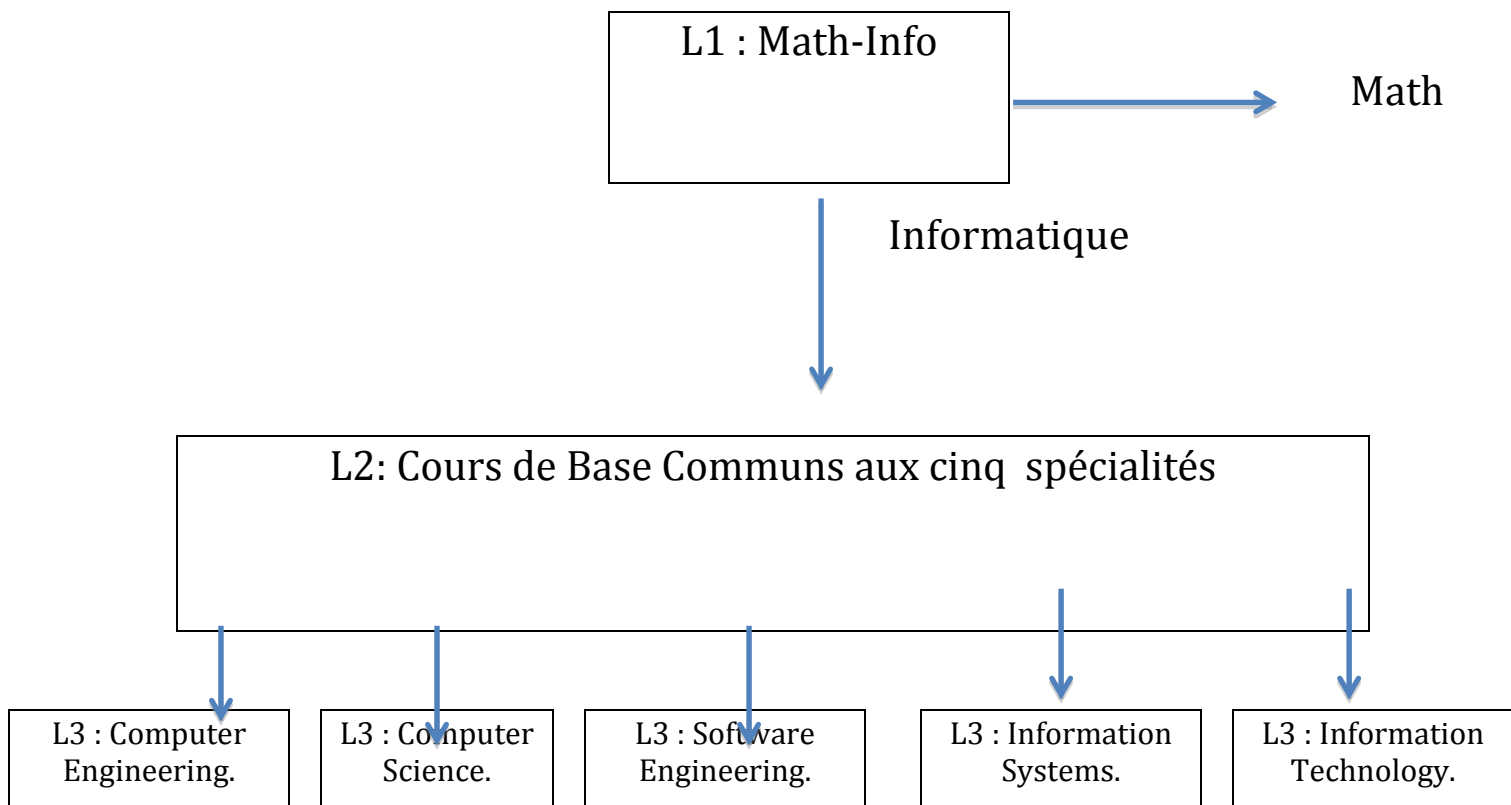 L1 : Math-Info
Math
Informatique
L2: Cours de Base Communs aux cinq spécialités
L3 : Computer
Engineering.
L3 : Computer
Science.
L3 : Software
Engineering.
L3 : Information
Systems.
L3 : Information
Technology.